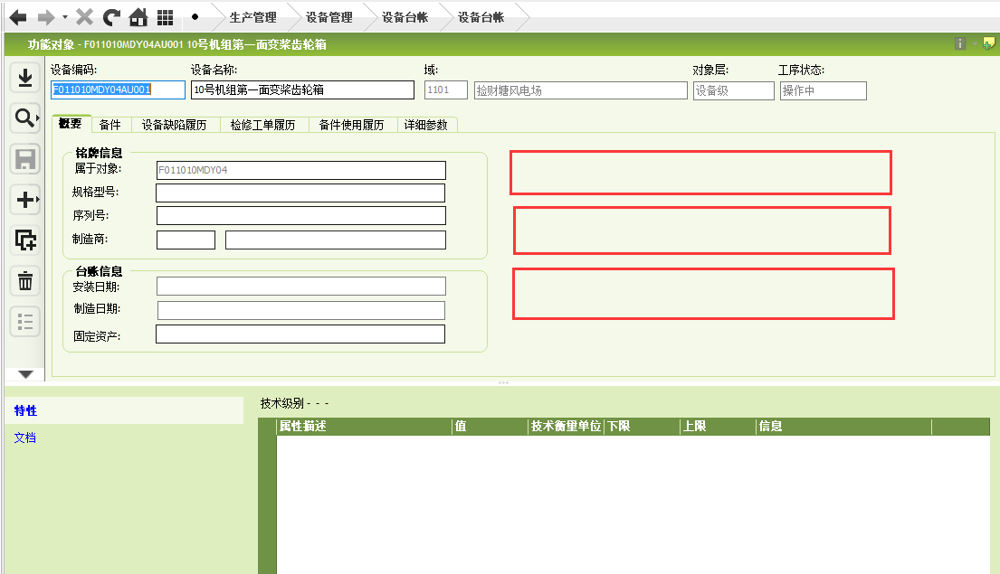 生产管理 设备管理 设备台帐 设备台帐
功能对象 - F011010MDY04AU001 10号机组第一面变桨齿轮箱
设备编码: 设备名称: 域: 对象层: 工序状态:
F011010MDY04AU001 10号机组第一面变桨齿轮箱 1101 捡财塘风电场 设备级 操作中
概要 备件 设备缺陷履历 检修工单履历 备件使用履历 详细参数
铭牌信息
属于对象: F011010MDY04
规格型号:
序列号:
制造商:
台账信息
安装日期:
制造日期:
固定资产:
特性
文档
技术级别 - - -
属性描述 值 技术衡量单位 下限 上限 信息